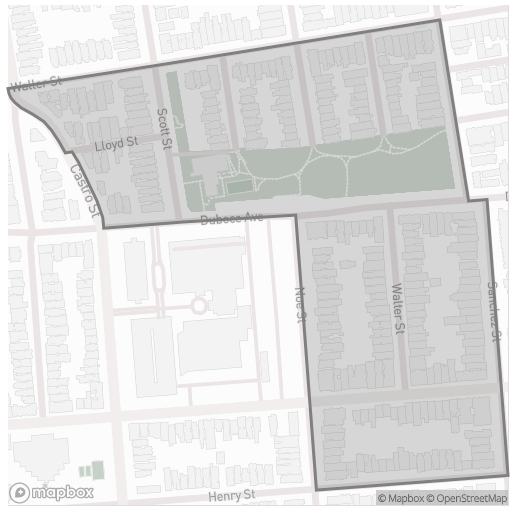 Waller St
Scott St
Lloyd St
Castro St
Duboce Ave
Noe St
Walter St
Sanchez St
Henry St
mapbox
© Mapbox © OpenStreetMap